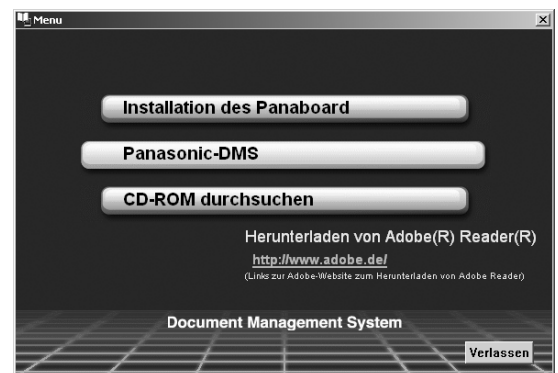 Menu
Installation des Panaboard
Panasonic-DMS
CD-ROM durchsuchen
Herunterladen von Adobe(R) Reader(R)
http://www.adobe.de/
(Links zur Adobe-Website zum Herunterladen von Adobe Reader)
Document Management System
Verlassen